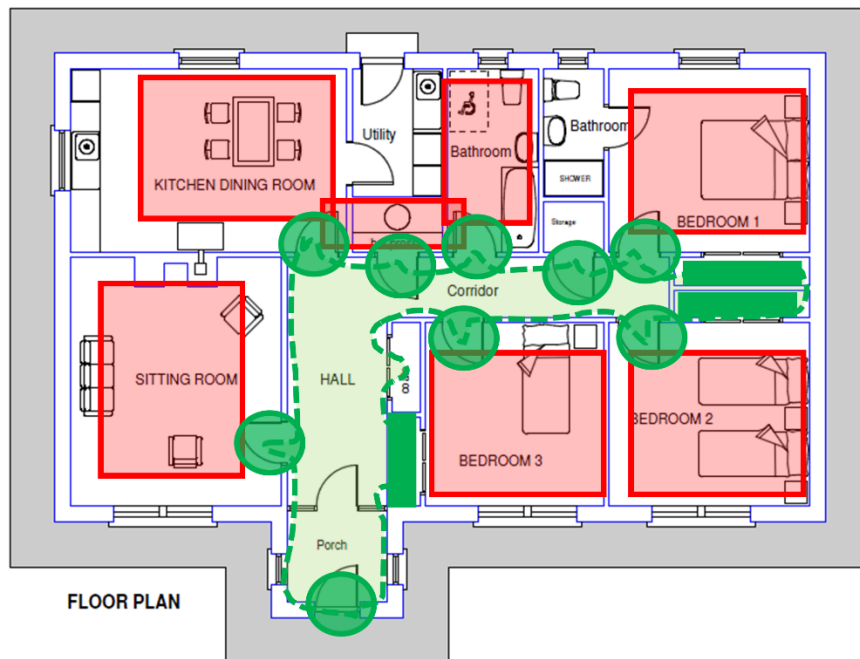 Utility
Bathroom
Bathroom
KITCHEN DINING ROOM
SHOWER
Storage
BEDROOM 1
Corridor
SITTING ROOM
HALL
BEDROOM 3
BEDROOM 2
Porch
FLOOR PLAN